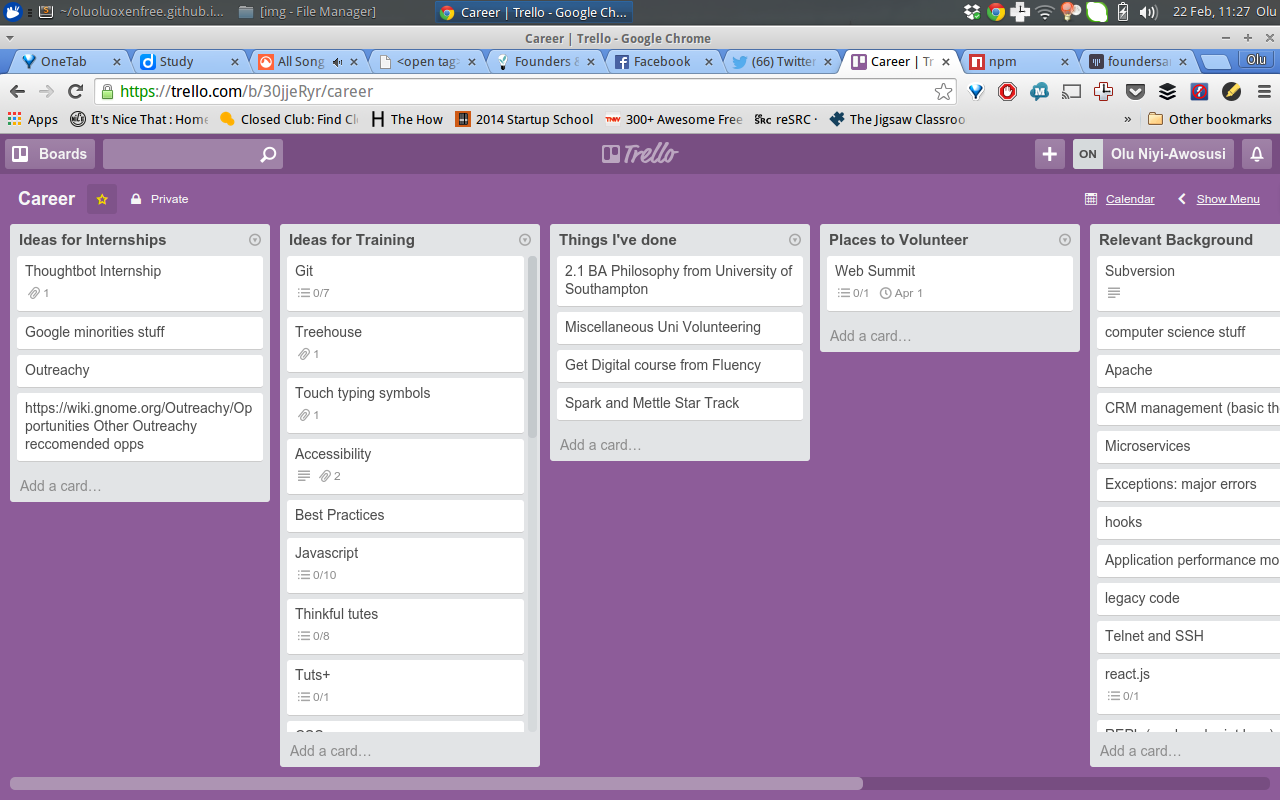 ~/oluoluoxenfree.github.i...
[img - File Manager]
Career | Trello - Google Ch...
22 Feb, 11:27 Olu
Career | Trello - Google Chrome
OneTab
Study
All Song
<open tag>
Founders &
Facebook
(66) Twitter
Career | Tr
npm
foundersan
Olu
https://trello.com/b/30jjeRyr/career
Apps
It's Nice That : Home
Closed Club: Find Cl
The How
2014 Startup School
300+ Awesome Free
reSRC ·
The Jigsaw Classroo
»
Other bookmarks
Boards
Trello
ON
Olu Niyi-Awosusi
Career
Private
Calendar
Show Menu
Ideas for Internships
Thoughtbot Internship
1
Google minorities stuff
Outreachy
https://wiki.gnome.org/Outreachy/Op
portunities Other Outreachy
reccomended opps
Add a card…
Ideas for Training
Git
0/7
Treehouse
1
Touch typing symbols
1
Accessibility
2
Best Practices
Javascript
0/10
Thinkful tutes
0/8
Tuts+
0/1
Add a card…
Things I've done
2.1 BA Philosophy from University of
Southampton
Miscellaneous Uni Volunteering
Get Digital course from Fluency
Spark and Mettle Star Track
Add a card…
Places to Volunteer
Web Summit
0/1 Apr 1
Add a card…
Relevant Background
Subversion
computer science stuff
Apache
CRM management (basic th
Microservices
Exceptions: major errors
hooks
Application performance mo
legacy code
Telnet and SSH
react.js
0/1
Add a card…